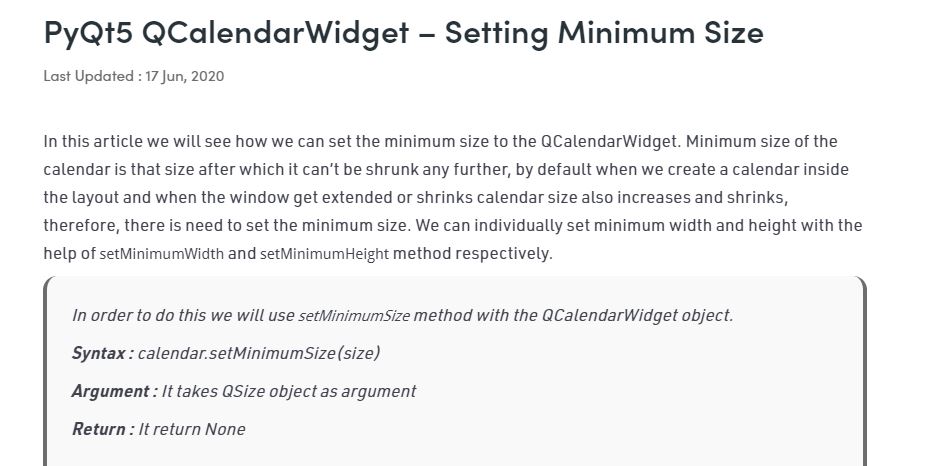 PyQt5 QCalendarWidget – Setting Minimum Size
Last Updated : 17 Jun, 2020
In this article we will see how we can set the minimum size to the QCalendarWidget. Minimum size of the
calendar is that size after which it can't be shrunk any further, by default when we create a calendar inside
the layout and when the window get extended or shrinks calendar size also increases and shrinks,
therefore, there is need to set the minimum size. We can individually set minimum width and height with the
help of setMinimumWidth and setMinimumHeight method respectively.
In order to do this we will use setMinimumSize method with the QCalendarWidget object.
Syntax : calendar.setMinimumSize(size)
Argument : It takes QSize object as argument
Return : It return None